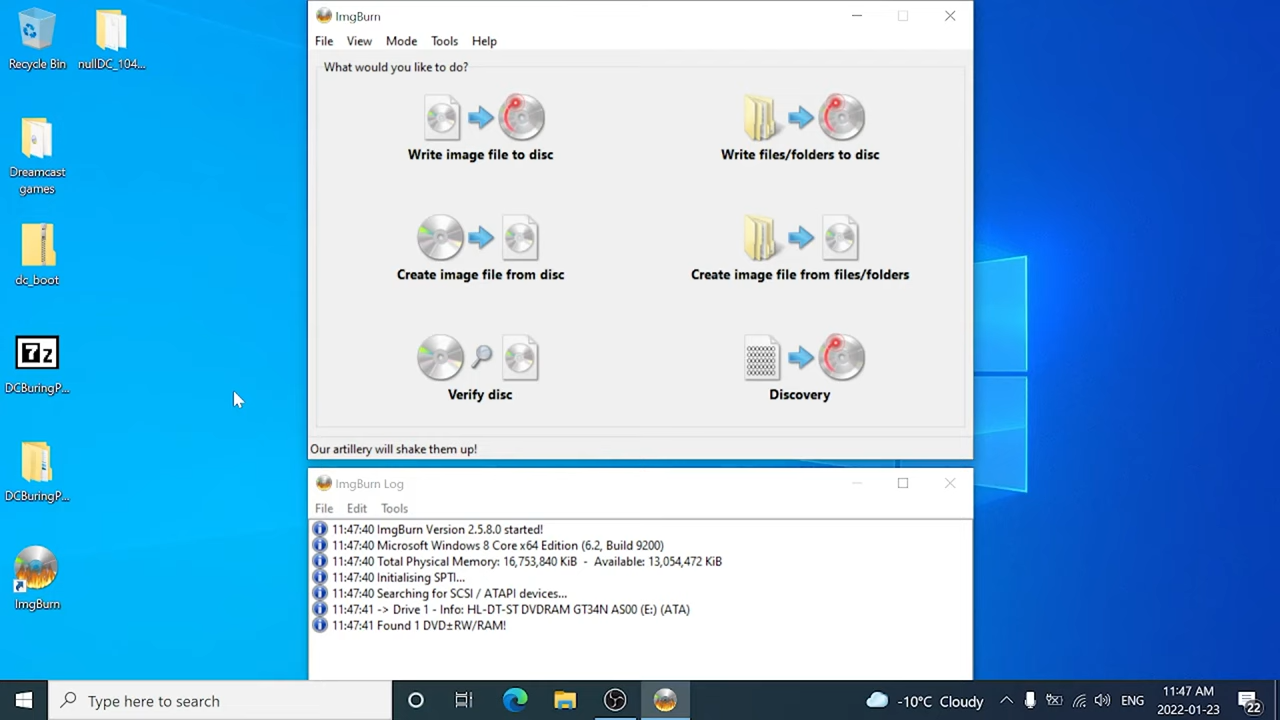 Recycle Bin
nullDC_104...
Dreamcast
games
dc_boot
DCBuringP...
DCBuringP...
ImgBurn
ImgBurn
File View Mode Tools Help
What would you like to do?
Write image file to disc
Write files/folders to disc
Create image file from disc
Create image file from files/folders
Verify disc
Discovery
Our artillery will shake them up!
ImgBurn Log
File Edit Tools
11:47:40 ImgBurn Version 2.5.8.0 started!
11:47:40 Microsoft Windows 8 Core x64 Edition (6.2, Build 9200)
11:47:40 Total Physical Memory: 16,753,840 KiB - Available: 13,054,472 KiB
11:47:40 Initialising SPTI...
11:47:40 Searching for SCSI / ATAPI devices...
11:47:41 -> Drive 1 - Info: HL-DT-ST DVDRAM GT34N AS00 (E:) (ATA)
11:47:41 Found 1 DVD±RW/RAM!
Type here to search
-10°C Cloudy
ENG
11:47 AM
2022-01-23
22
7z